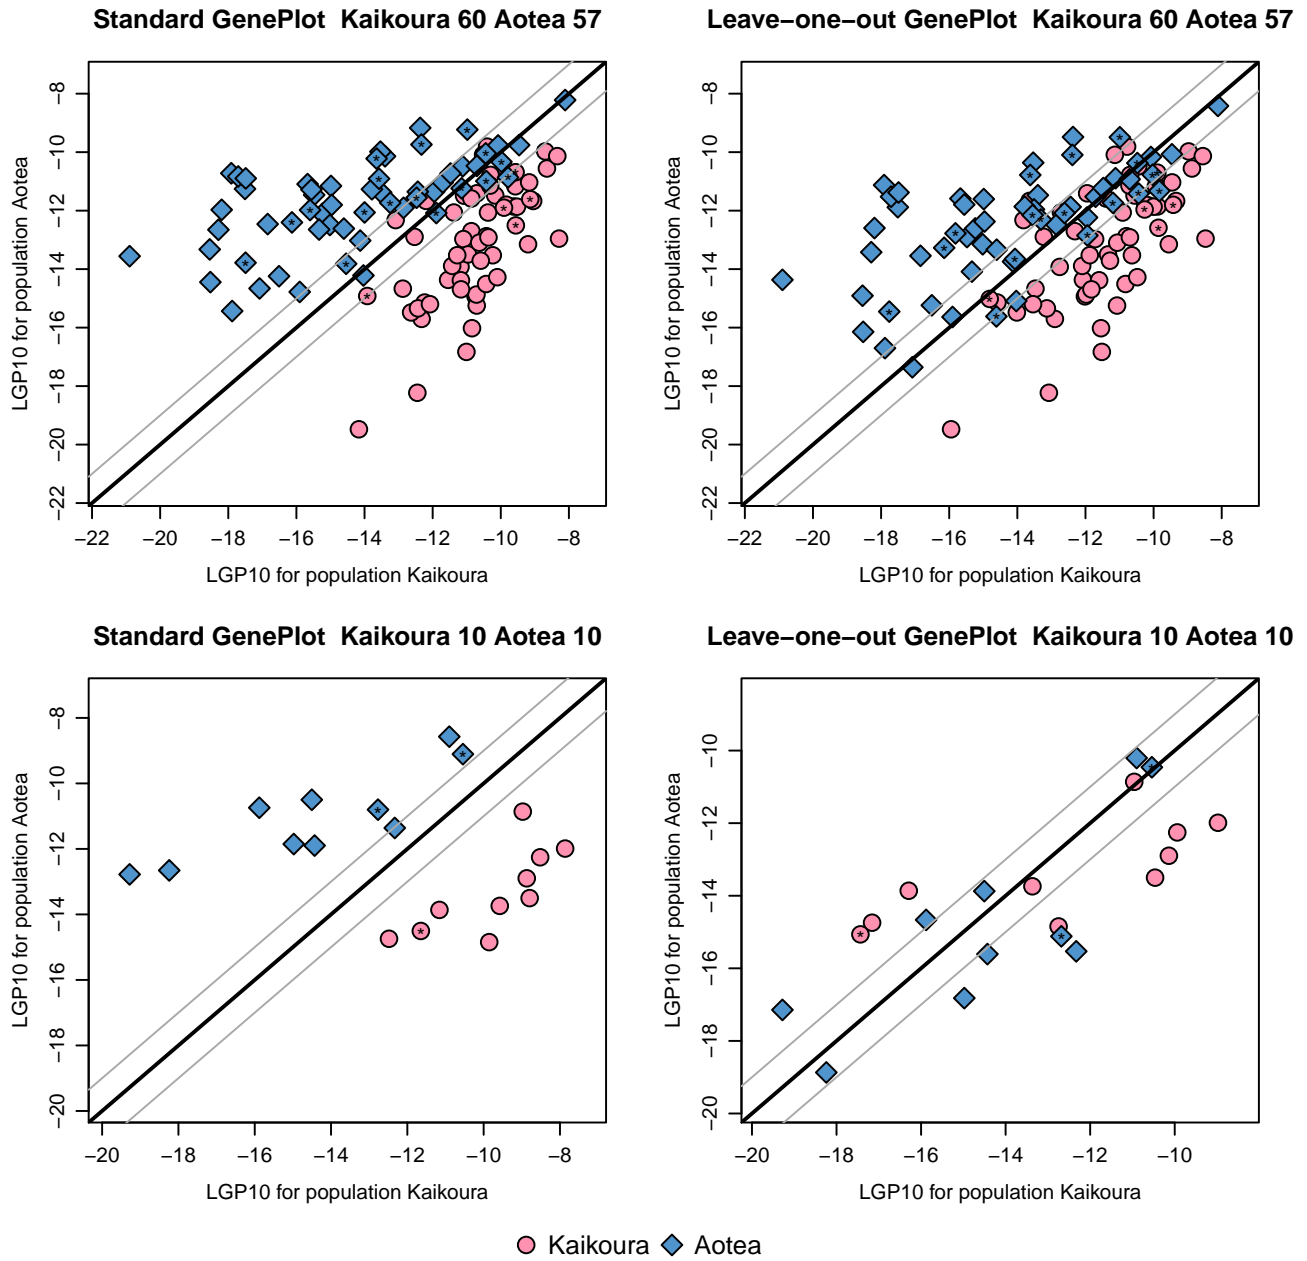 Standard GenePlot  Kaikoura 60 Aotea 57
LGP10 for population Aotea
−8
−10
−12
−14
−16
−18
−20
−22
−22 −20 −18 −16 −14 −12 −10 −8
LGP10 for population Kaikoura
Leave−one−out GenePlot  Kaikoura 60 Aotea 57
LGP10 for population Aotea
−8
−10
−12
−14
−16
−18
−20
−22
−22 −20 −18 −16 −14 −12 −10 −8
LGP10 for population Kaikoura
Standard GenePlot  Kaikoura 10 Aotea 10
LGP10 for population Aotea
−8
−10
−12
−14
−16
−18
−20
−20 −18 −16 −14 −12 −10 −8
LGP10 for population Kaikoura
Leave−one−out GenePlot  Kaikoura 10 Aotea 10
LGP10 for population Aotea
−10
−12
−14
−16
−18
−20
−20 −18 −16 −14 −12 −10
LGP10 for population Kaikoura
Kaikoura Aotea